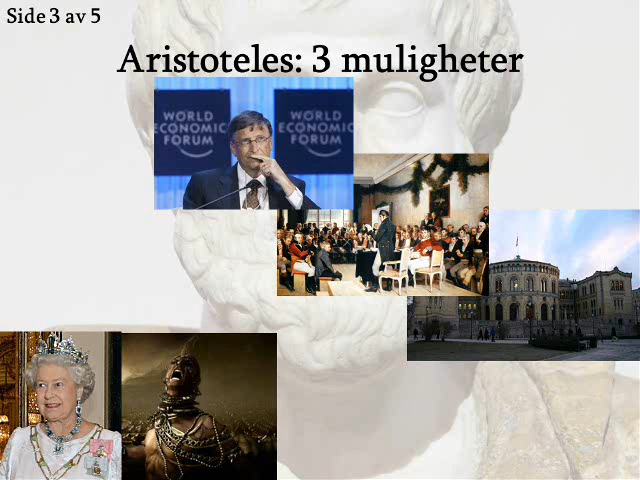 Side 3 av 5
Aristoteles: 3 muligheter
WORLD ECONOMIC FORUM
WORLD ECONOMIC FORUM